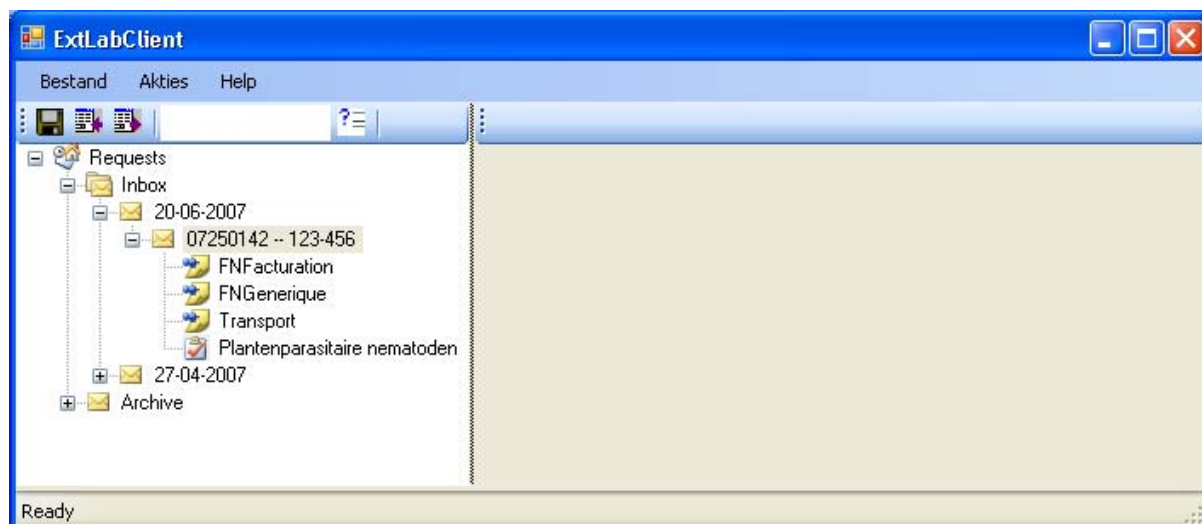 ExtLabClient
Bestand Akties Help
Requests
Inbox
20-06-2007
07250142 -- 123-456
FNFacturation
FNGenerique
Transport
Plantenparasitaire nematoden
27-04-2007
Archive
Ready